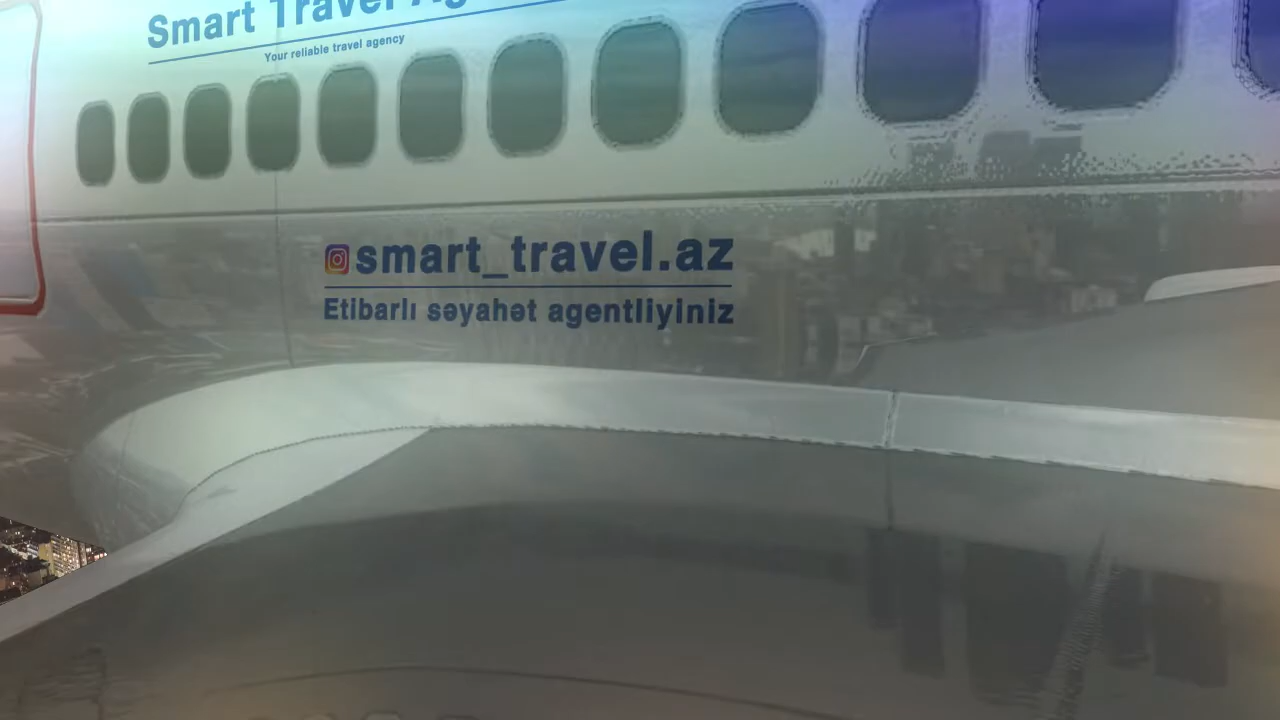 Smart Travel
Your reliable travel agency
smart_travel.az
Etibarlı səyahət agentliyiniz